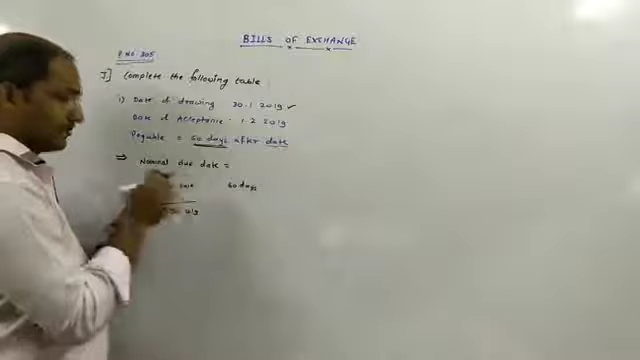 BILLS OF EXCHANGE
P.NO. 305
I] Complete the following table :
1) Date of drawing 30.1.2019 ✓
Date of Acceptance - 1.2.2019
Payable = 60 days after date
⇒ Nominal due date =
60 days